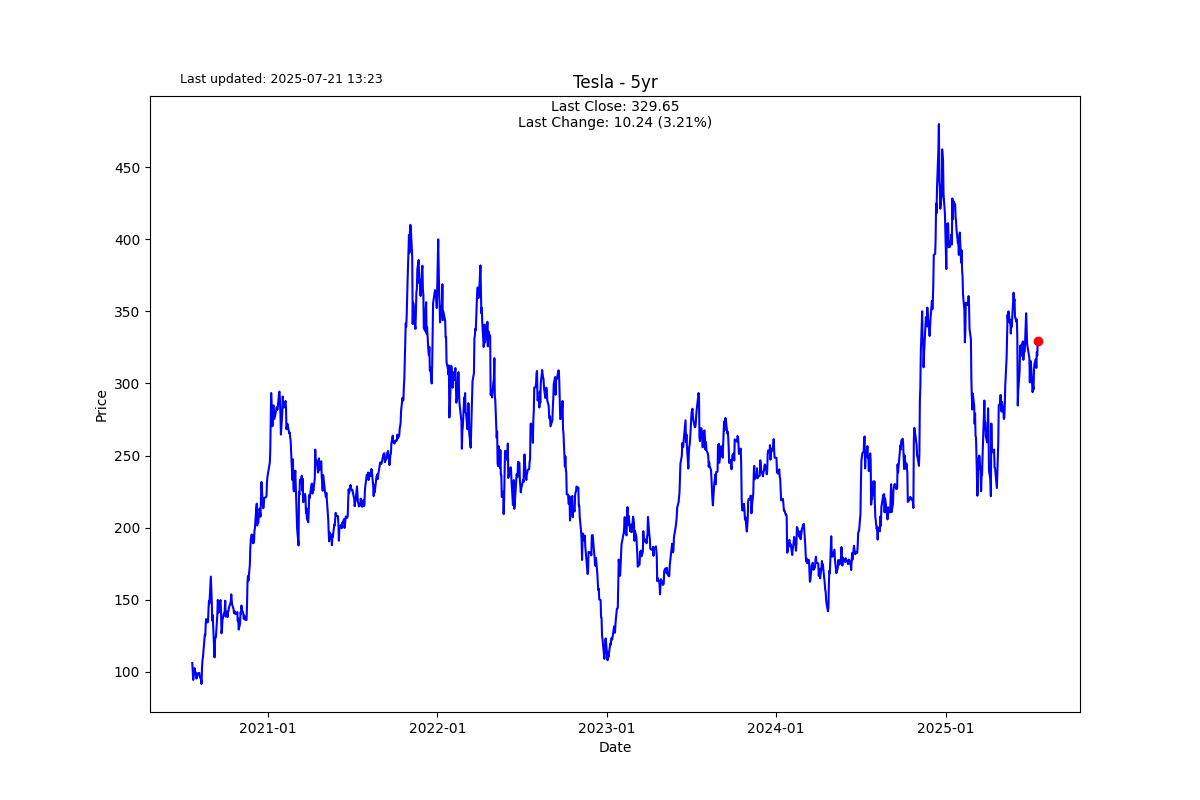 Last updated: 2025-07-21 13:23
Tesla - 5yr
Last Close: 329.65
Last Change: 10.24 (3.21%)
450
400
350
300
250
200
150
100
Price
2021-01
2022-01
2023-01
2024-01
2025-01
Date